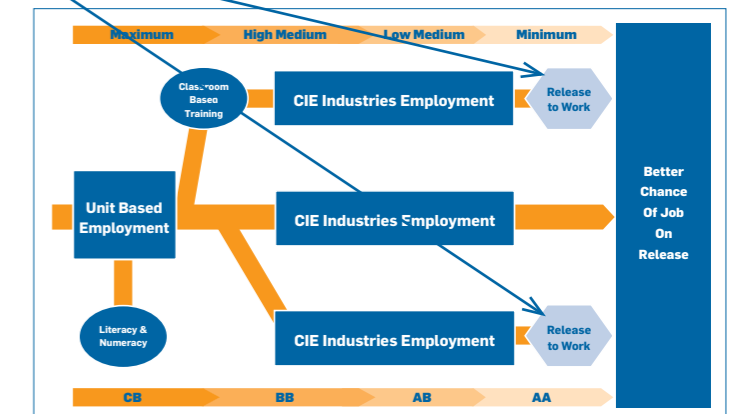 Maximum High Medium Low Medium Minimum
Classroom
Based
Training
CIE Industries Employment
Release
to Work
Unit Based
Employment
CIE Industries Employment
Better
Chance
Of Job
On
Release
Literacy &
Numeracy
CIE Industries Employment
Release
to Work
CB BB AB AA